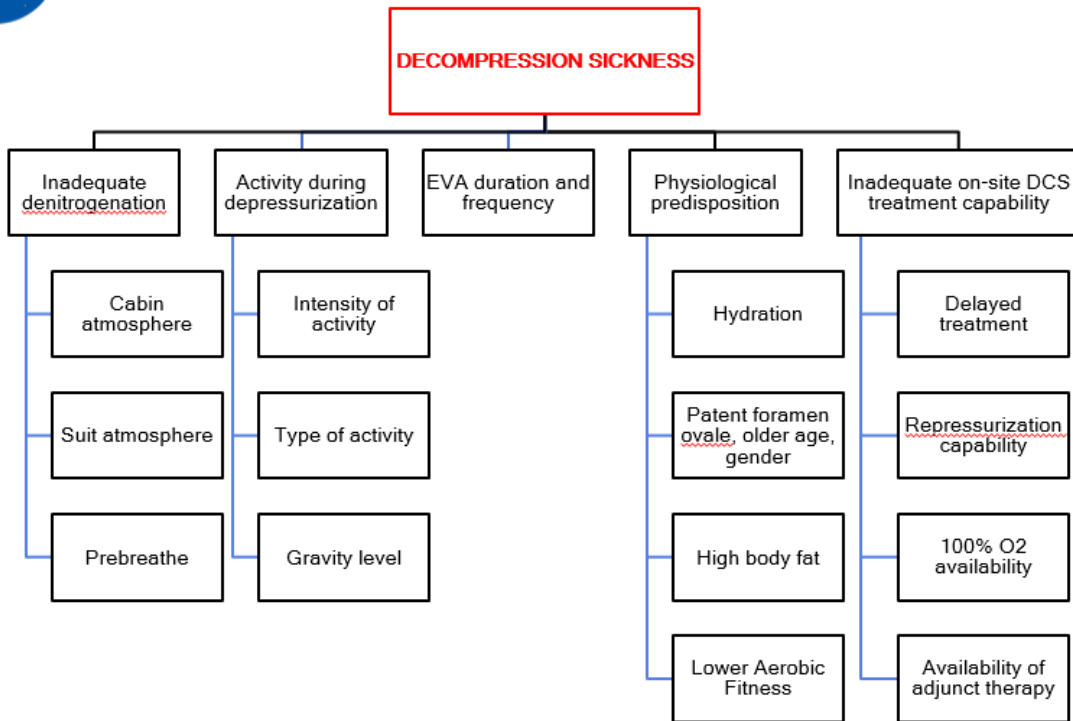 DECOMPRESSION SICKNESS
Inadequate
denitrogenation
Activity during
depressurization
EVA duration and
frequency
Physiological
predisposition
Inadequate on-site DCS
treatment capability
Cabin
atmosphere
Suit atmosphere
Prebreathe
Intensity of
activity
Type of activity
Gravity level
Hydration
Patent foramen
ovale, older age,
gender
High body fat
Lower Aerobic
Fitness
Delayed
treatment
Repressurization
capability
100% O2
availability
Availability of
adjunct therapy